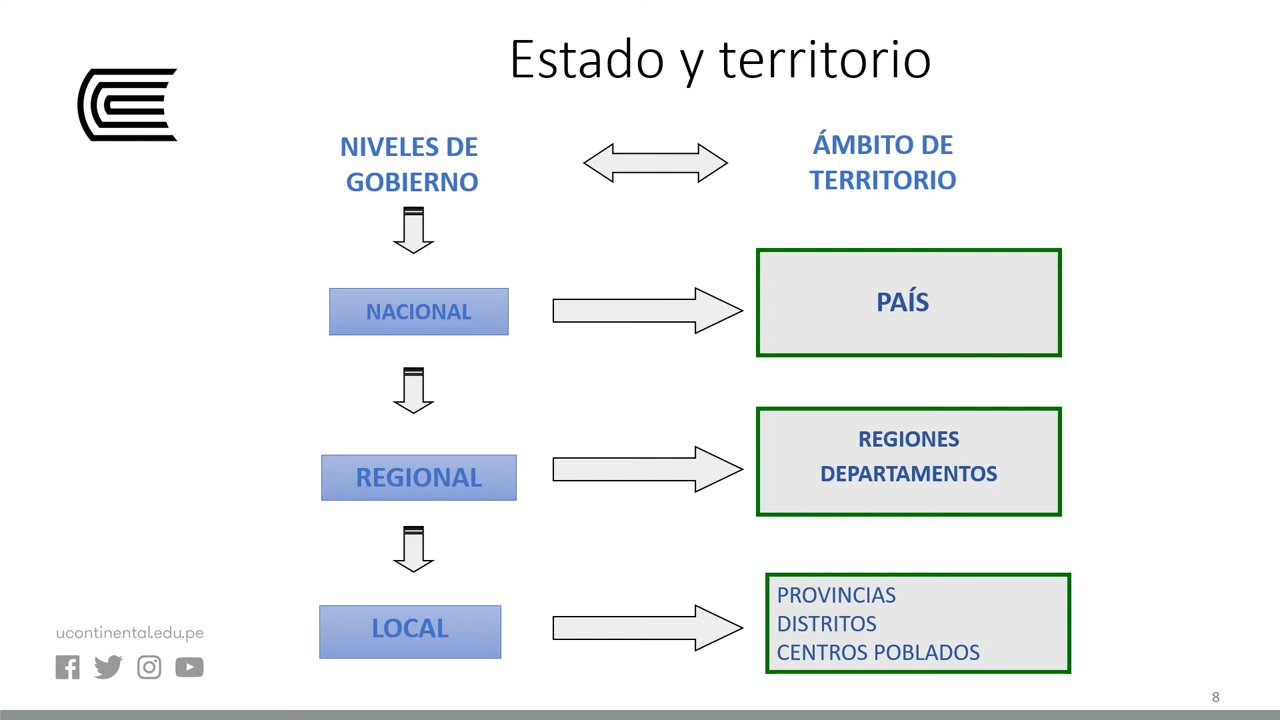 Estado y territorio
NIVELES DE
GOBIERNO
ÁMBITO DE
TERRITORIO
NACIONAL
PAÍS
REGIONAL
REGIONES
DEPARTAMENTOS
LOCAL
PROVINCIAS
DISTRITOS
CENTROS POBLADOS
ucontinental.edu.pe
8